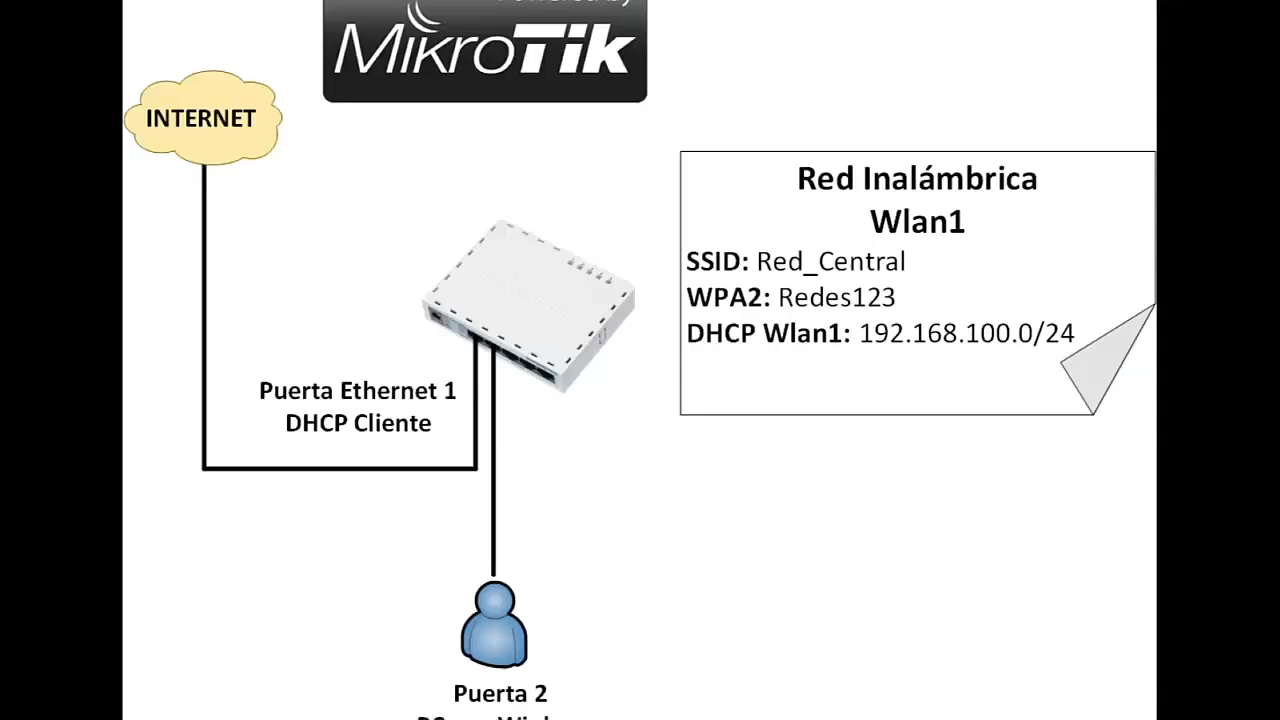 MikroTik
INTERNET
Red Inalámbrica
Wlan1
SSID: Red_Central
WPA2: Redes123
DHCP Wlan1: 192.168.100.0/24
Puerta Ethernet 1
DHCP Cliente
Puerta 2